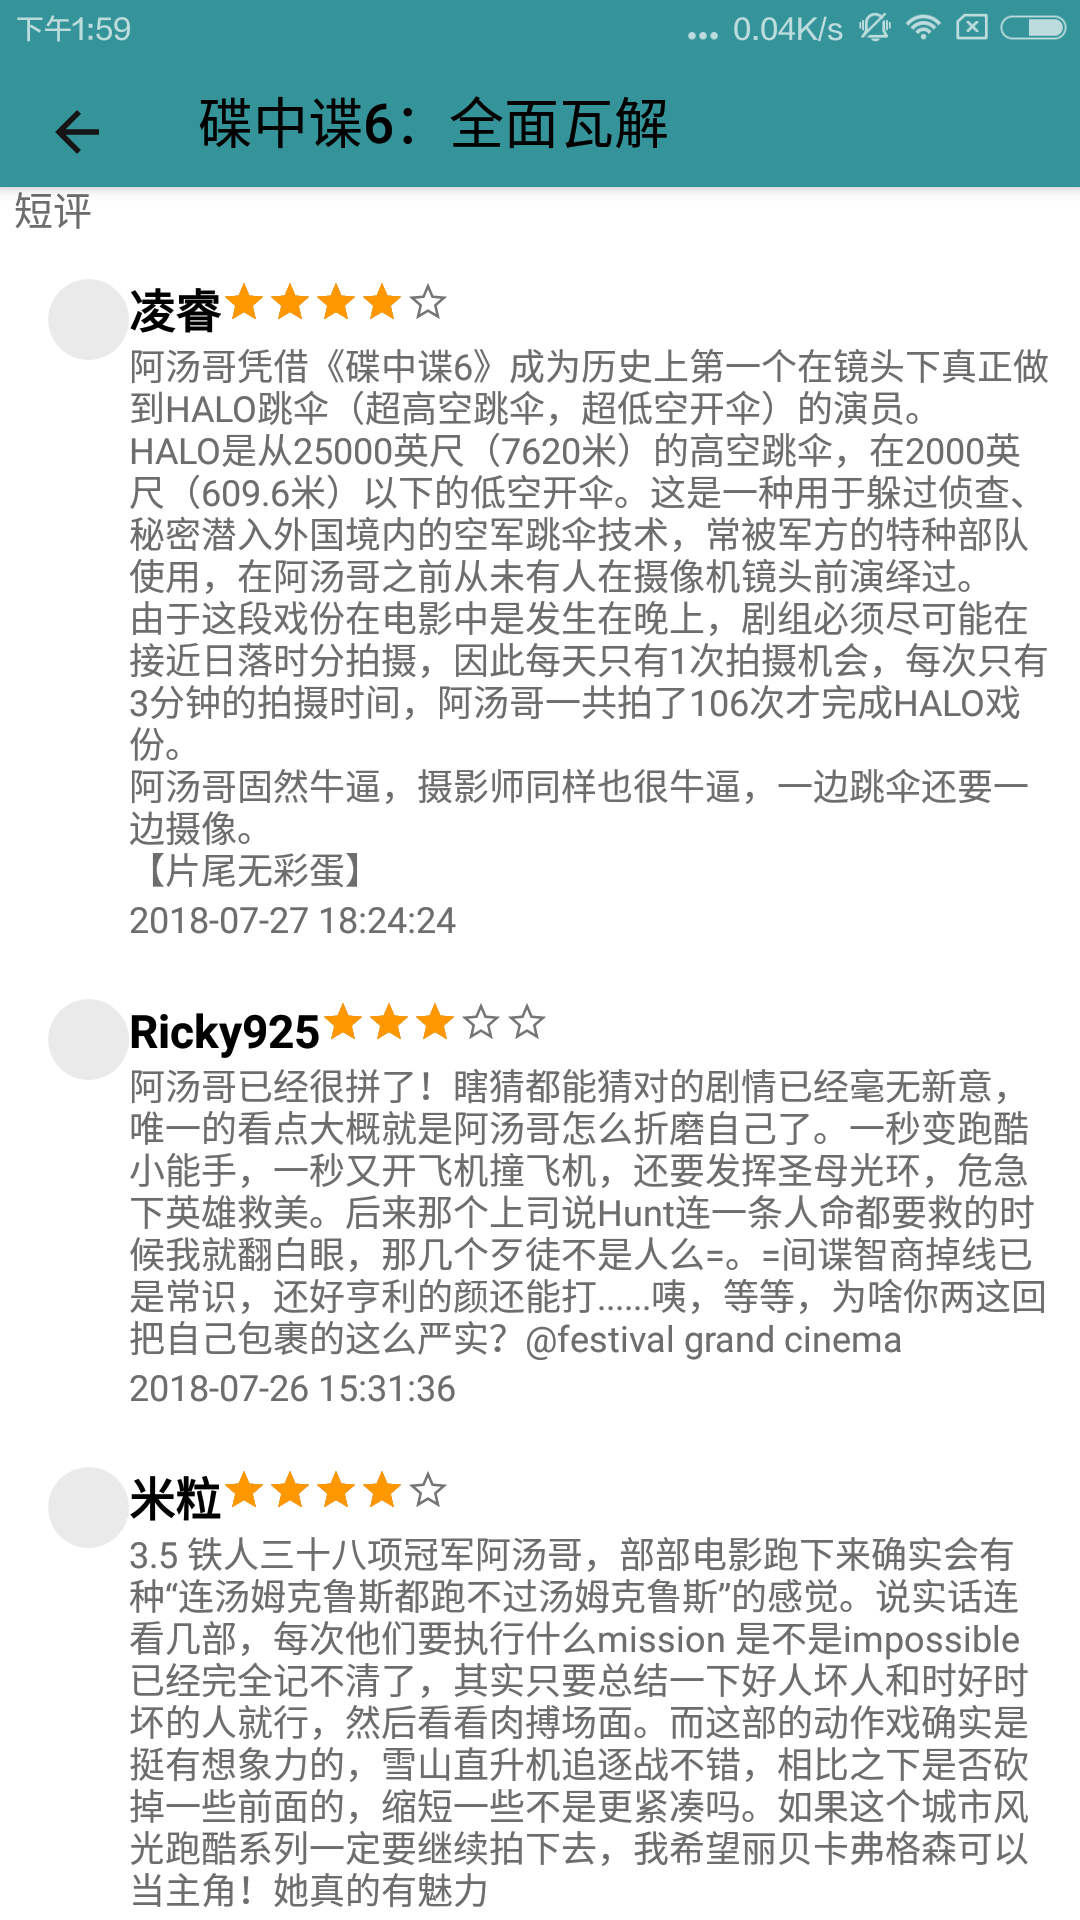 下午1:59
... 0.04K/s
碟中谍6：全面瓦解
短评
凌睿
阿汤哥凭借《碟中谍6》成为历史上第一个在镜头下真正做
到HALO跳伞（超高空跳伞，超低空开伞）的演员。
HALO是从25000英尺（7620米）的高空跳伞，在2000英
尺（609.6米）以下的低空开伞。这是一种用于躲过侦查、
秘密潜入外国境内的空军跳伞技术，常被军方的特种部队
使用，在阿汤哥之前从未有人在摄像机镜头前演绎过。
由于这段戏份在电影中是发生在晚上，剧组必须尽可能在
接近日落时分拍摄，因此每天只有1次拍摄机会，每次只有
3分钟的拍摄时间，阿汤哥一共拍了106次才完成HALO戏
份。
阿汤哥固然牛逼，摄影师同样也很牛逼，一边跳伞还要一
边摄像。
【片尾无彩蛋】
2018-07-27 18:24:24
Ricky925
阿汤哥已经很拼了！瞎猜都能猜对的剧情已经毫无新意，
唯一的看点大概就是阿汤哥怎么折磨自己了。一秒变跑酷
小能手，一秒又开飞机撞飞机，还要发挥圣母光环，危急
下英雄救美。后来那个上司说Hunt连一条人命都要救的时
候我就翻白眼，那几个歹徒不是人么=。=间谍智商掉线已
是常识，还好亨利的颜还能打......咦，等等，为啥你两这回
把自己包裹的这么严实？@festival grand cinema
2018-07-26 15:31:36
米粒
3.5 铁人三十八项冠军阿汤哥，部部电影跑下来确实会有
种“连汤姆克鲁斯都跑不过汤姆克鲁斯”的感觉。说实话连
看几部，每次他们要执行什么mission 是不是impossible
已经完全记不清了，其实只要总结一下好人坏人和时好时
坏的人就行，然后看看肉搏场面。而这部的动作戏确实是
挺有想象力的，雪山直升机追逐战不错，相比之下是否砍
掉一些前面的，缩短一些不是更紧凑吗。如果这个城市风
光跑酷系列一定要继续拍下去，我希望丽贝卡弗格森可以
当主角！她真的有魅力